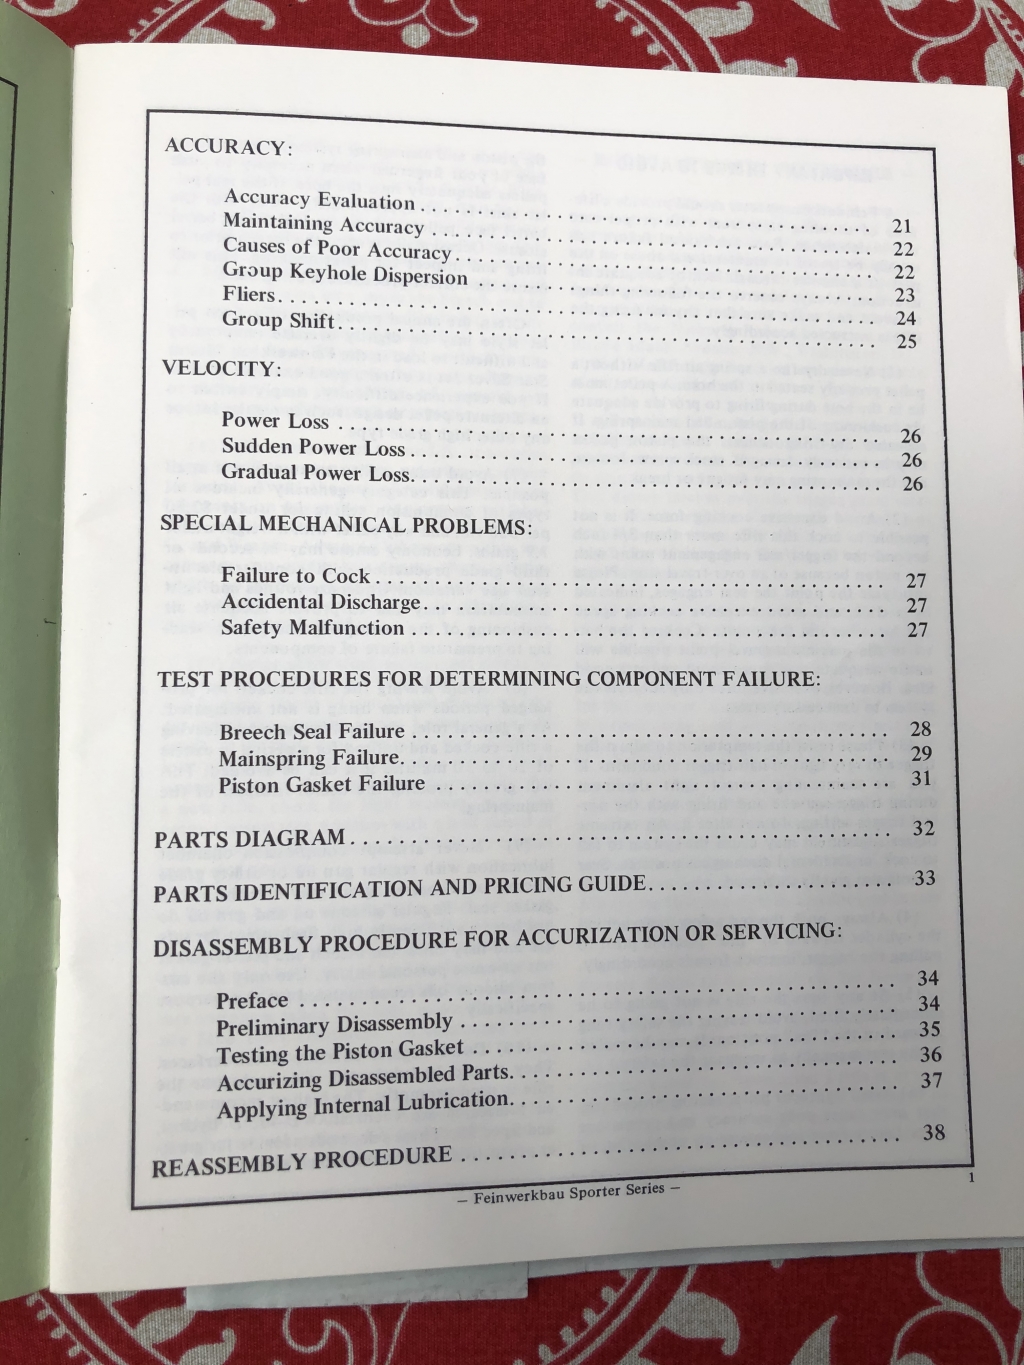 ACCURACY:
Accuracy Evaluation . . . . . . . . . . . . . . . . . . . . . . . . . . . . . . . . . . . . . . . 21
Maintaining Accuracy . . . . . . . . . . . . . . . . . . . . . . . . . . . . . . . . . . . . . . 22
Causes of Poor Accuracy . . . . . . . . . . . . . . . . . . . . . . . . . . . . . . . . . . . . 22
Group Keyhole Dispersion . . . . . . . . . . . . . . . . . . . . . . . . . . . . . . . . . . . 23
Fliers . . . . . . . . . . . . . . . . . . . . . . . . . . . . . . . . . . . . . . . . . . . . . . . . . . . . 24
Group Shift . . . . . . . . . . . . . . . . . . . . . . . . . . . . . . . . . . . . . . . . . . . . . . . 25
VELOCITY:
Power Loss . . . . . . . . . . . . . . . . . . . . . . . . . . . . . . . . . . . . . . . . . . . . . . . 26
Sudden Power Loss . . . . . . . . . . . . . . . . . . . . . . . . . . . . . . . . . . . . . . . . . 26
Gradual Power Loss . . . . . . . . . . . . . . . . . . . . . . . . . . . . . . . . . . . . . . . . . 26
SPECIAL MECHANICAL PROBLEMS:
Failure to Cock . . . . . . . . . . . . . . . . . . . . . . . . . . . . . . . . . . . . . . . . . . . . 27
Accidental Discharge . . . . . . . . . . . . . . . . . . . . . . . . . . . . . . . . . . . . . . . . 27
Safety Malfunction . . . . . . . . . . . . . . . . . . . . . . . . . . . . . . . . . . . . . . . . . 27
TEST PROCEDURES FOR DETERMINING COMPONENT FAILURE:
Breech Seal Failure . . . . . . . . . . . . . . . . . . . . . . . . . . . . . . . . . . . . . . . . . 28
Mainspring Failure . . . . . . . . . . . . . . . . . . . . . . . . . . . . . . . . . . . . . . . . . . 29
Piston Gasket Failure . . . . . . . . . . . . . . . . . . . . . . . . . . . . . . . . . . . . . . . 31
PARTS DIAGRAM . . . . . . . . . . . . . . . . . . . . . . . . . . . . . . . . . . . . . . . . . . . . . . 32
PARTS IDENTIFICATION AND PRICING GUIDE . . . . . . . . . . . . . . . . . . . . . . 33
DISASSEMBLY PROCEDURE FOR ACCURIZATION OR SERVICING:
Preface . . . . . . . . . . . . . . . . . . . . . . . . . . . . . . . . . . . . . . . . . . . . . . . . . . . 34
Preliminary Disassembly . . . . . . . . . . . . . . . . . . . . . . . . . . . . . . . . . . . . . 34
Testing the Piston Gasket . . . . . . . . . . . . . . . . . . . . . . . . . . . . . . . . . . . . 35
Accurizing Disassembled Parts . . . . . . . . . . . . . . . . . . . . . . . . . . . . . . . . . 36
Applying Internal Lubrication . . . . . . . . . . . . . . . . . . . . . . . . . . . . . . . . . 37
REASSEMBLY PROCEDURE . . . . . . . . . . . . . . . . . . . . . . . . . . . . . . . . . . . . . . 38
– Feinwerkbau Sporter Series –
1